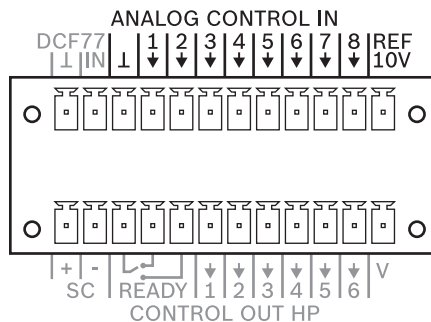 ANALOG CONTROL IN
DCF77 1 2 3 4 5 6 7 8 REF
⊥ IN ⊥ 10V
+ - 1 2 3 4 5 6 V
SC READY
CONTROL OUT HP